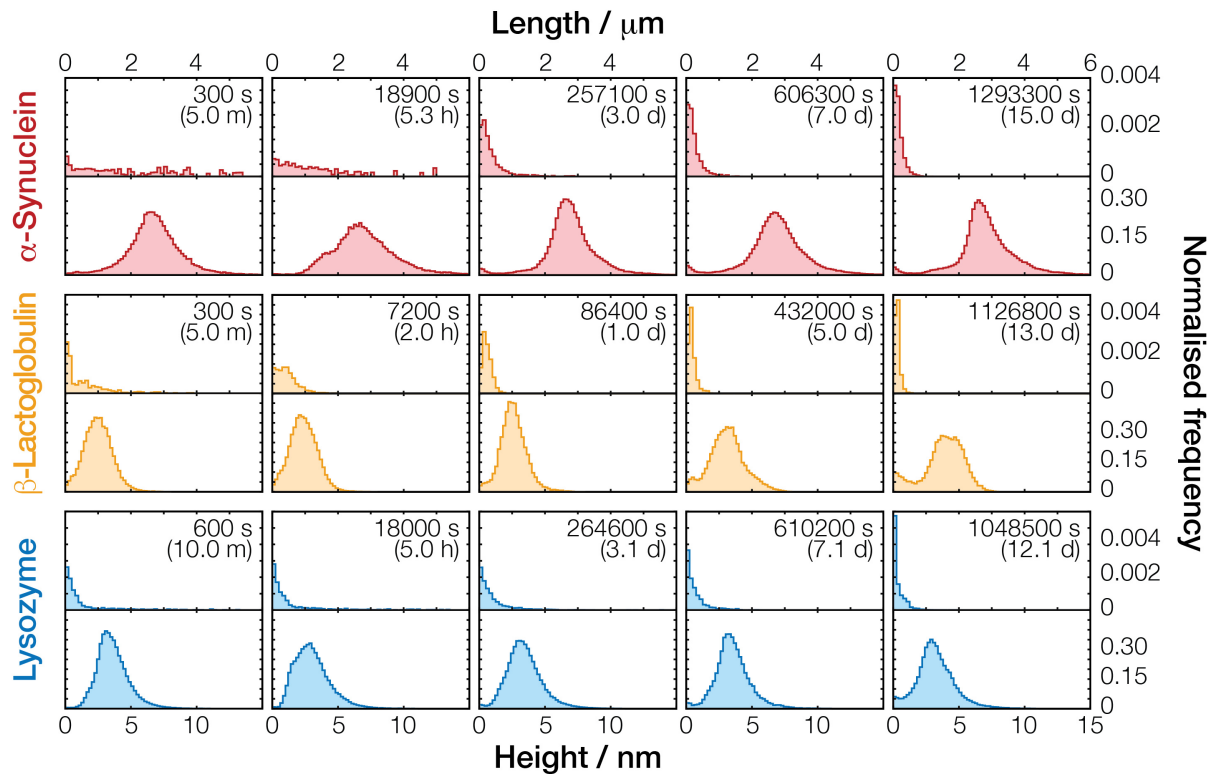 Length / μm
0 2 4 0 2 4 0 2 4 0 2 4 0 2 4 6
α-Synuclein
300 s
(5.0 m)
18900 s
(5.3 h)
257100 s
(3.0 d)
606300 s
(7.0 d)
1293300 s
(15.0 d)
0.004
0.002
0
0.30
0.15
0
β-Lactoglobulin
300 s
(5.0 m)
7200 s
(2.0 h)
86400 s
(1.0 d)
432000 s
(5.0 d)
1126800 s
(13.0 d)
0.004
0.002
0
0.30
0.15
0
Normalised frequency
Lysozyme
600 s
(10.0 m)
18000 s
(5.0 h)
264600 s
(3.1 d)
610200 s
(7.1 d)
1048500 s
(12.1 d)
0.004
0.002
0
0.30
0.15
0
0 5 10 0 5 10 0 5 10 0 5 10 0 5 10 15
Height / nm